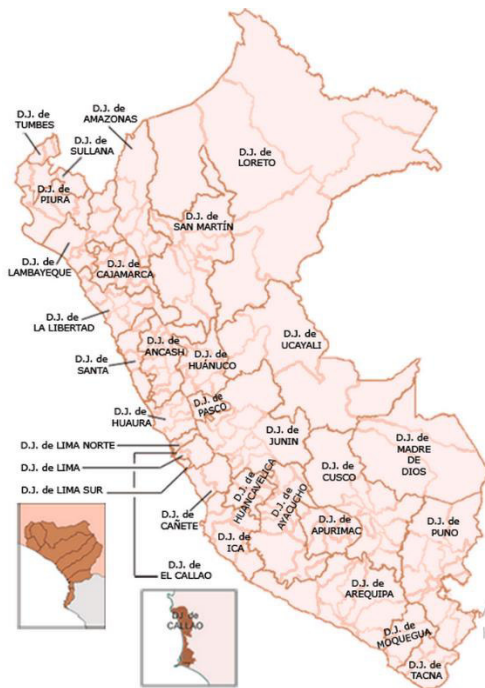 D.J. de
TUMBES
D.J. de
AMAZONAS
D.J. de
SULLANA
D.J. de
LORETO
D.J. de
PIURA
D.J. de
SAN MARTÍN
D.J. de
LAMBAYEQUE
D.J. de
CAJAMARCA
D.J. de
LA LIBERTAD
D.J. de
ANCASH
D.J. de
HUÁNUCO
D.J. de
UCAYALI
D.J. de
SANTA
D.J. de
PASCO
D.J. de
HUAURA
D.J. de
JUNIN
D.J. de LIMA NORTE
D.J. de
MADRE
DE
DIOS
D.J. de LIMA
D.J. de
CUSCO
D.J. de LIMA SUR
D.J. de
HUANCAVELICA
D.J. de
AYACUCHO
D.J. de
CAÑETE
D.J. de
APURIMAC
D.J. de
PUNO
D.J. de
ICA
D.J. de
EL CALLAO
D.J. de
AREQUIPA
D.J. de
CALLAO
D.J. de
MOQUEGUA
D.J. de
TACNA